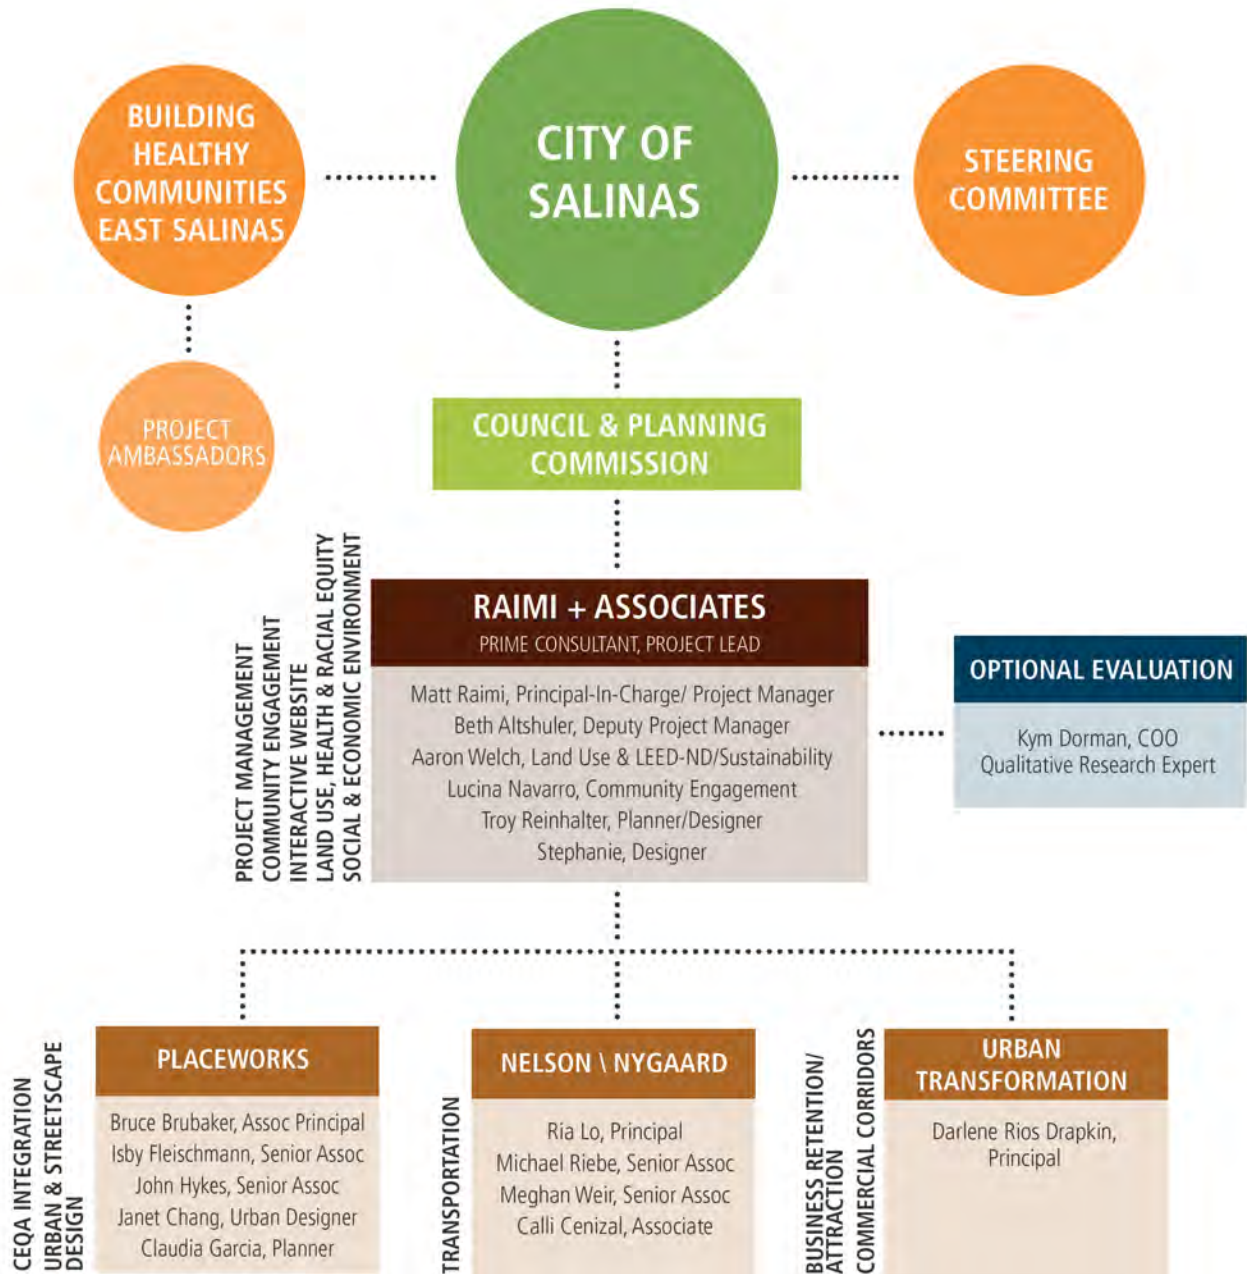 BUILDING
HEALTHY
COMMUNITIES
EAST SALINAS
CITY OF
SALINAS
STEERING
COMMITTEE
PROJECT
AMBASSADORS
COUNCIL & PLANNING
COMMISSION
PROJECT MANAGEMENT
COMMUNITY ENGAGEMENT
INTERACTIVE WEBSITE
LAND USE, HEALTH & RACIAL EQUITY
SOCIAL & ECONOMIC ENVIRONMENT
RAIMI + ASSOCIATES
PRIME CONSULTANT, PROJECT LEAD
Matt Raimi, Principal-In-Charge/ Project Manager
Beth Altshuler, Deputy Project Manager
Aaron Welch, Land Use & LEED-ND/Sustainability
Lucina Navarro, Community Engagement
Troy Reinhalter, Planner/Designer
Stephanie, Designer
OPTIONAL EVALUATION
Kym Dorman, COO
Qualitative Research Expert
CEQA INTEGRATION
URBAN & STREETSCAPE
DESIGN
PLACEWORKS
Bruce Brubaker, Assoc Principal
Isby Fleischmann, Senior Assoc
John Hykes, Senior Assoc
Janet Chang, Urban Designer
Claudia Garcia, Planner
TRANSPORTATION
NELSON \ NYGAARD
Ria Lo, Principal
Michael Riebe, Senior Assoc
Meghan Weir, Senior Assoc
Calli Cenizal, Associate
BUSINESS RETENTION/
ATTRACTION
COMMERCIAL CORRIDORS
URBAN
TRANSFORMATION
Darlene Rios Drapkin,
Principal